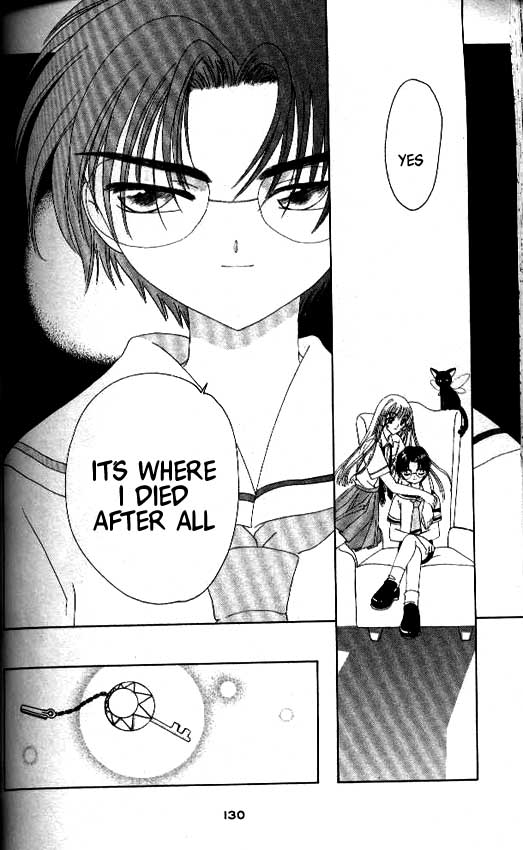 YES
ITS WHERE
I DIED
AFTER ALL
130